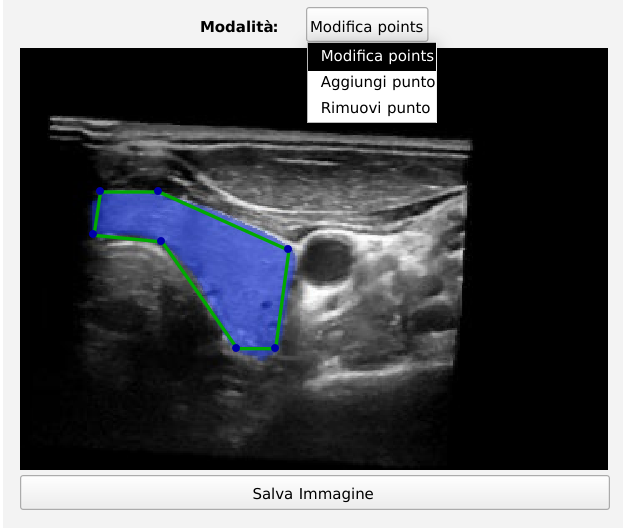 Modalità:
Modifica points
Modifica points
Aggiungi punto
Rimuovi punto
Salva Immagine